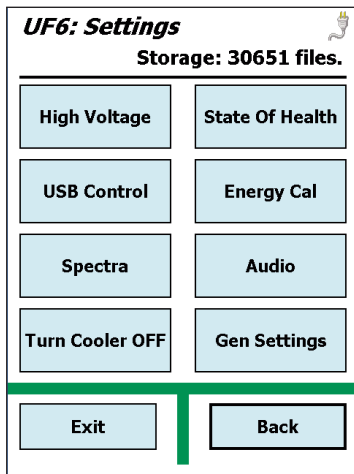 UF6: Settings
Storage: 30651 files.
High Voltage State Of Health
USB Control Energy Cal
Spectra Audio
Turn Cooler OFF Gen Settings
Exit Back